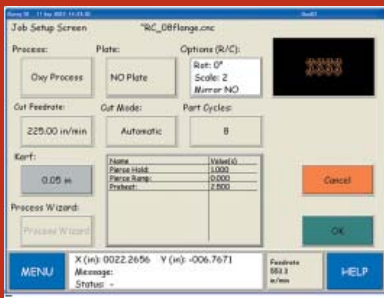 Job Setup Screen "RC_08flange.cnc
Process: Plate: Options (R/C):
Oxy Process NO Plate Rot: 0°
Scale: 2
Mirror NO
Cut Feedrate: Cut Mode: Part Cycles:
225.00 in/min Automatic 8
Kerf:
0.05 in
Name Value(s)
Pierce Hold: 1.000
Pierce Ramp: 0.000
Preheat: 2.500
Cancel
Process Wizard:
Process Wizard
OK
MENU
X (in): 0022.2656 Y (in): -006.7671
Message:
Status: -
Feedrate
553.3
in/min
HELP